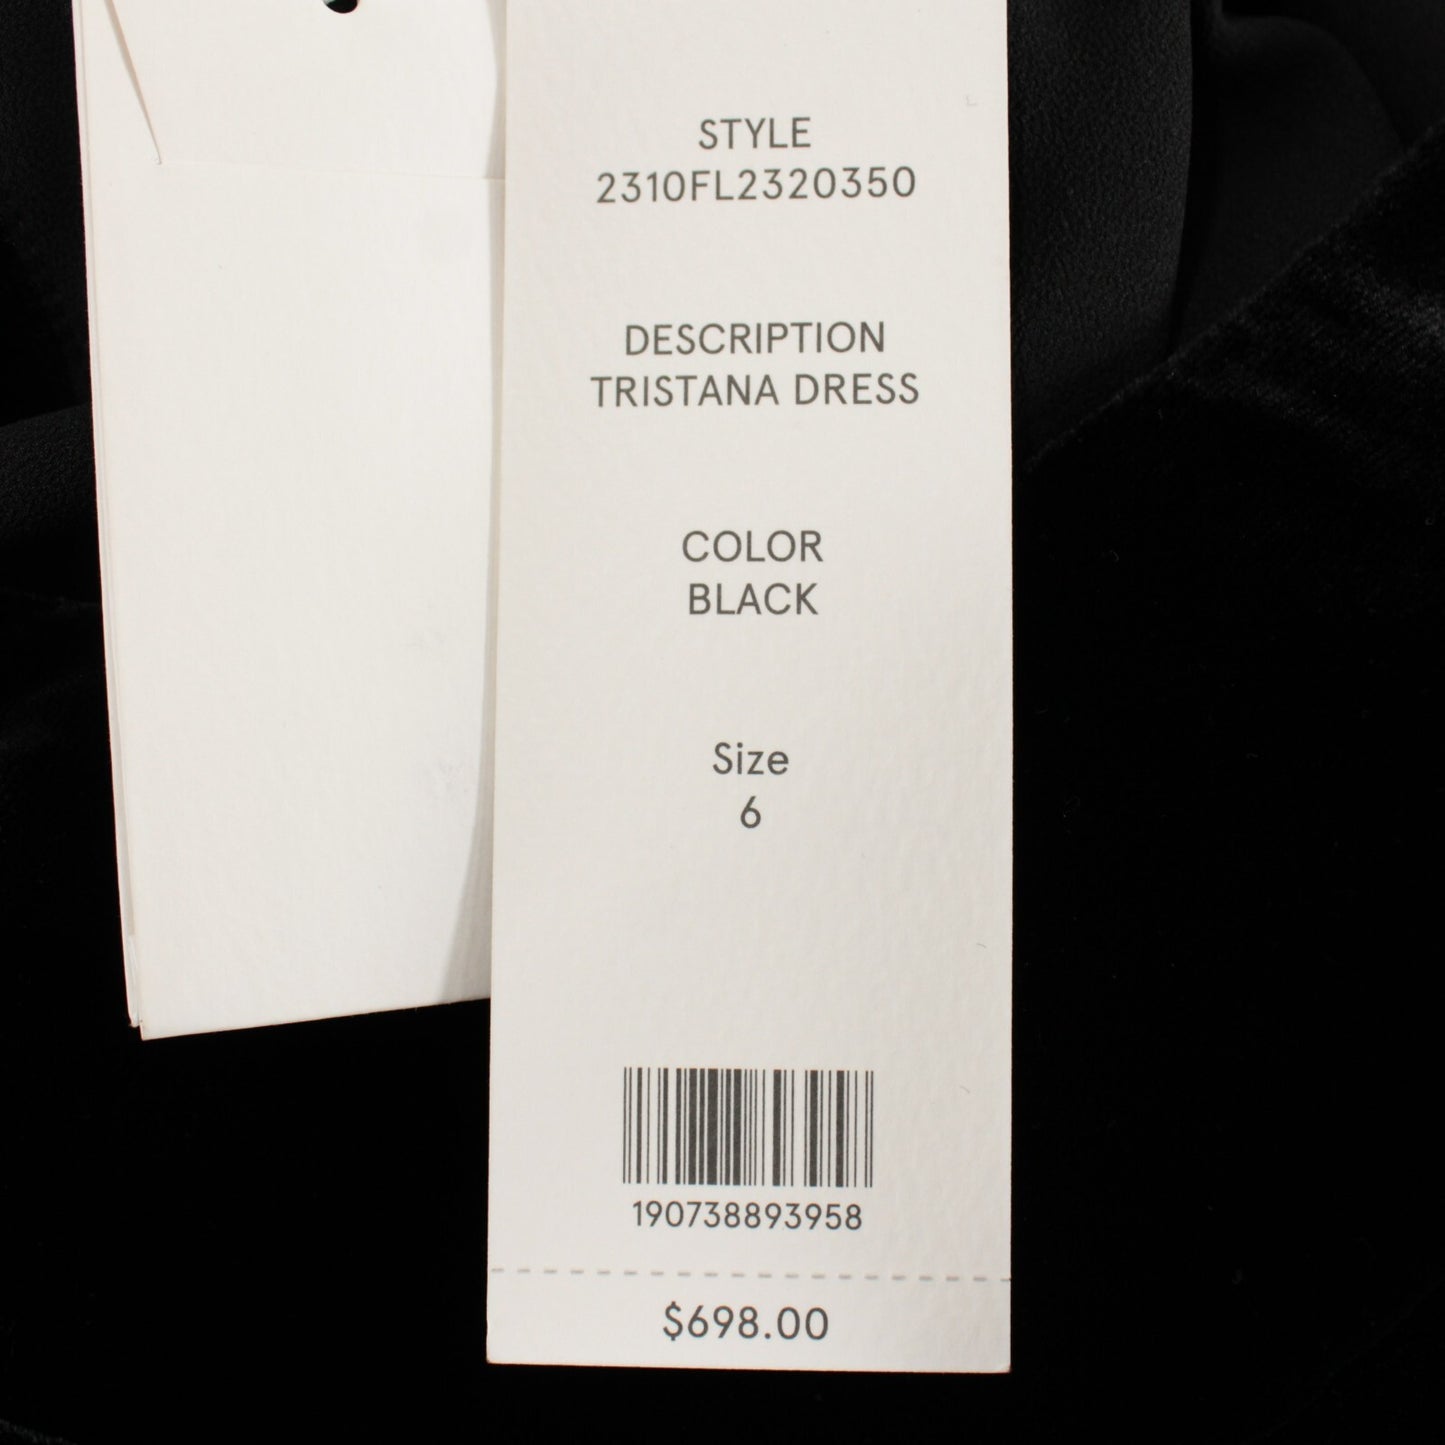 STYLE
2310FL2320350
DESCRIPTION
TRISTANA DRESS
COLOR
BLACK
Size
6
190738893958
$698.00